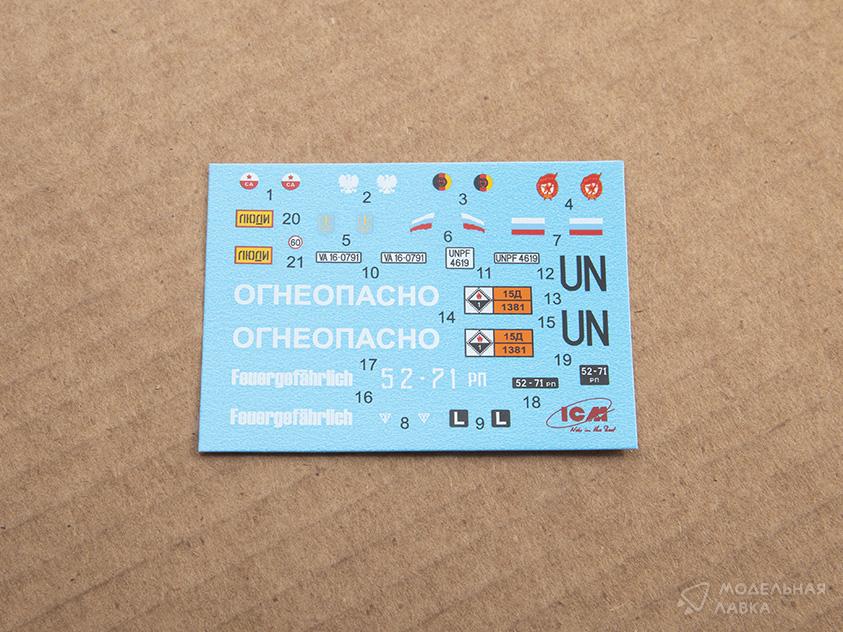 СА СА
1 2 3 4
ЛЮДИ 20
5 6 7
60
ЛЮДИ 21
VA 16-0791 VA 16-0791 UNPF 4619 UNPF 4619
10 11 12 UN
ОГНЕОПАСНО
15Д 1381 13
14
ОГНЕОПАСНО
15Д 1381 15 UN
17 19
Feuergefährlich 52-71 РП 52-71 РП 52-71 РП
16 18
Feuergefährlich 8 L 9 L ICM
МОДЕЛЬНАЯ
ЛАВКА